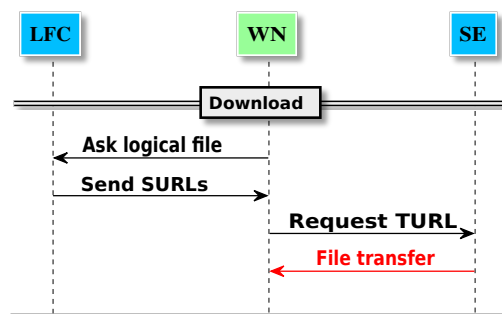 LFC
WN
SE
Download
Ask logical file
Send SURLs
Request TURL
File transfer